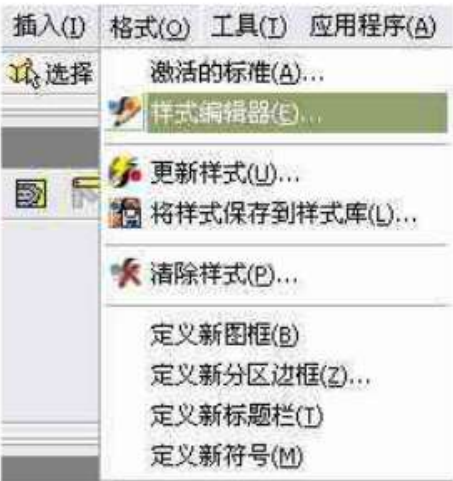 插入(I) 格式(O) 工具(T) 应用程序(A)
选择
激活的标准(A)...
样式编辑器(E)...
更新样式(U)...
将样式保存到样式库(L)...
清除样式(P)...
定义新图框(B)
定义新分区边框(Z)...
定义新标题栏(T)
定义新符号(M)